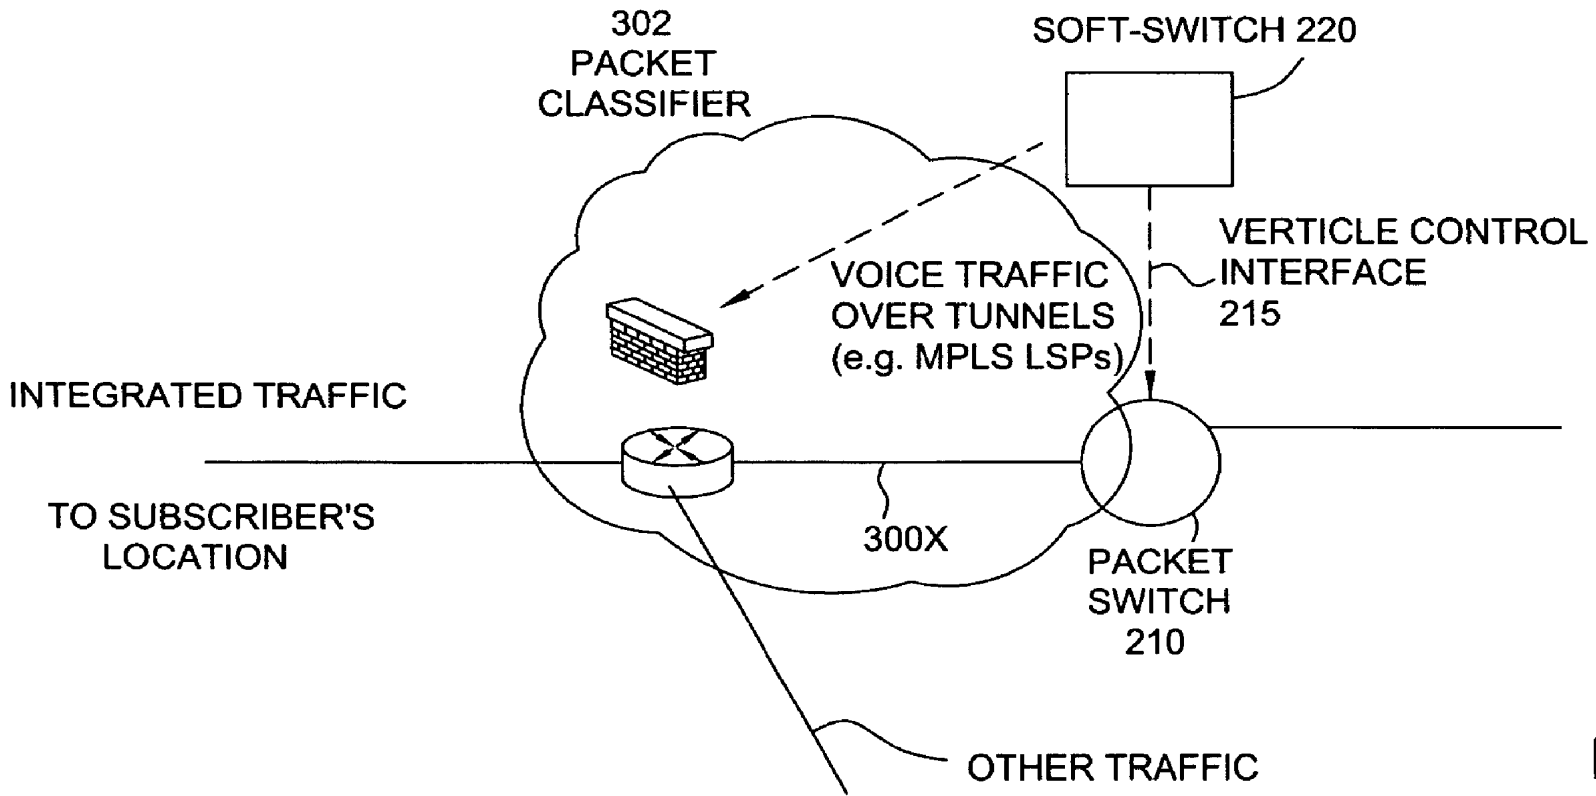 302
PACKET
CLASSIFIER
SOFT-SWITCH 220
VERTICLE CONTROL
INTERFACE
215
VOICE TRAFFIC
OVER TUNNELS
(e.g. MPLS LSPs)
INTEGRATED TRAFFIC
TO SUBSCRIBER'S
LOCATION
300X
PACKET
SWITCH
210
OTHER TRAFFIC